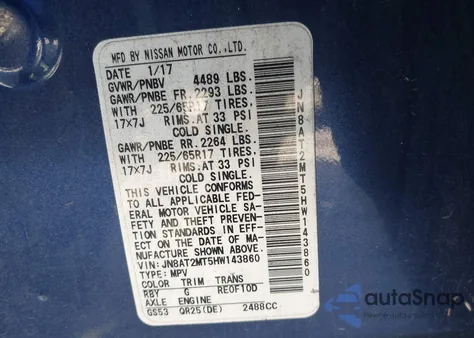 MFD BY NISSAN MOTOR CO., LTD.
DATE 1/17
GVWR/PNBV 4489 LBS.
GAWR/PNBE FR. 2293 LBS.
WITH 225/65R17 TIRES.
17x7J RIMS. AT 33 PSI
COLD SINGLE.
GAWR/PNBE RR. 2264 LBS.
WITH 225/65R17 TIRES.
17x7J RIMS. AT 33 PSI
COLD SINGLE.
THIS VEHICLE CONFORMS
TO ALL APPLICABLE FED-
ERAL MOTOR VEHICLE SA-
FETY AND THEFT PREVEN-
TION STANDARDS IN EFF-
ECT ON THE DATE OF MA-
NUFACTURE SHOWN ABOVE.
VIN: JN8AT2MT5HW143860
TYPE: MPV
COLOR TRIM TRANS
RBY G RE0F10D
AXLE ENGINE
GS53 QR25(DE) 2488CC
JN8AT2MT5HW143860
autoSnap